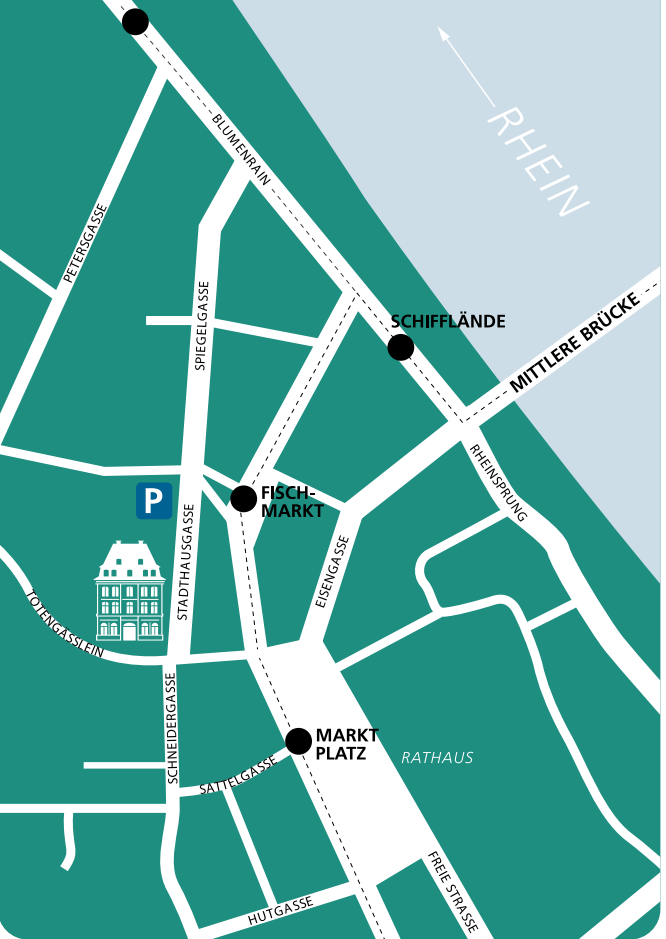 BLUMENRAIN
RHEIN
PETERSGASSE
SPIEGELGASSE
SCHIFFLÄNDE
MITTLERE BRÜCKE
RHEINSPRUNG
P
FISCH-
MARKT
STADTHAUSGASSE
EISENGASSE
TOTENGÄSSLEIN
SCHNEIDERGASSE
MARKT
PLATZ
RATHAUS
SATTELGASSE
HUTGASSE
FREIE STRASSE